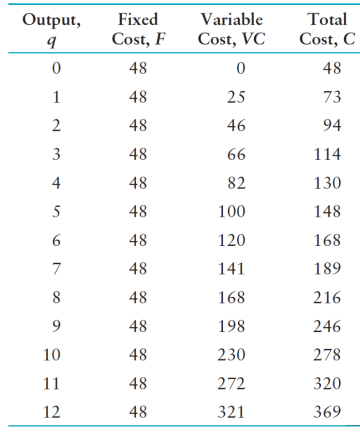 Output, Fixed Variable Total
q Cost, F Cost, VC Cost, C
0 48 0 48
1 48 25 73
2 48 46 94
3 48 66 114
4 48 82 130
5 48 100 148
6 48 120 168
7 48 141 189
8 48 168 216
9 48 198 246
10 48 230 278
11 48 272 320
12 48 321 369